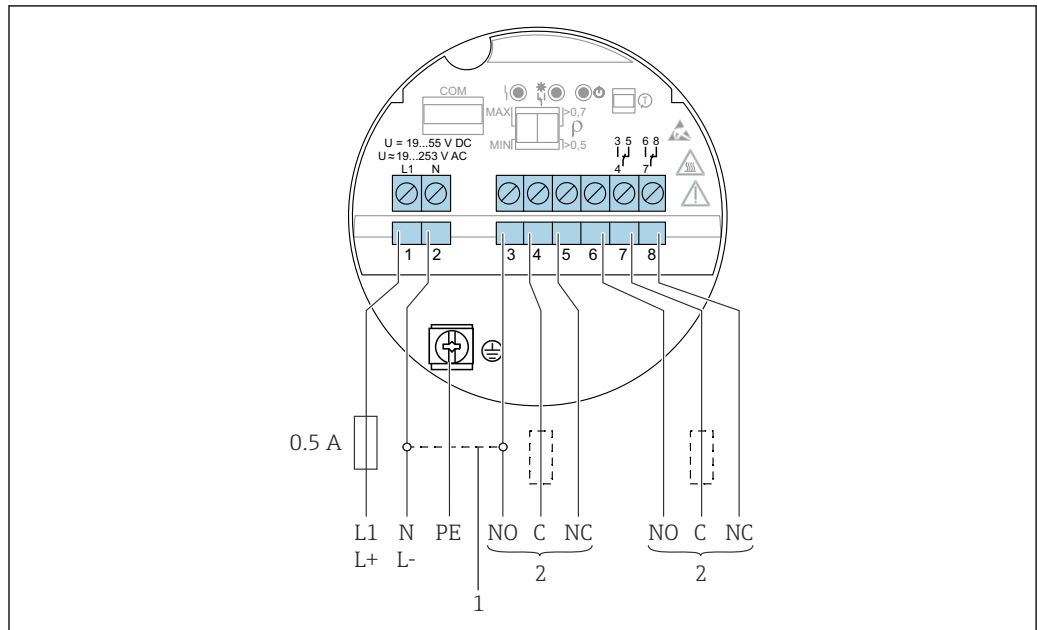 COM
MAX >0,7
ρ
MIN >0,5
U = 19...55 V DC
U≈19...253 V AC
L1 N
3 5 6 8
4 7
1 2 3 4 5 6 7 8
0.5 A
L1 N PE NO C NC NO C NC
L+ L-
2 2
1